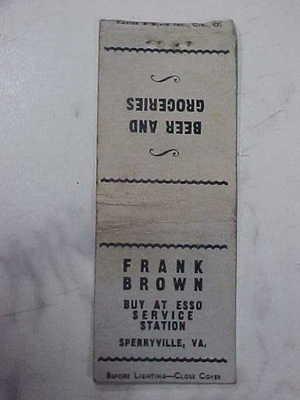 BEER AND
GROCERIES
FRANK
BROWN
BUY AT ESSO
SERVICE
STATION
SPERRYVILLE, VA.
BEFORE LIGHTING—CLOSE COVER